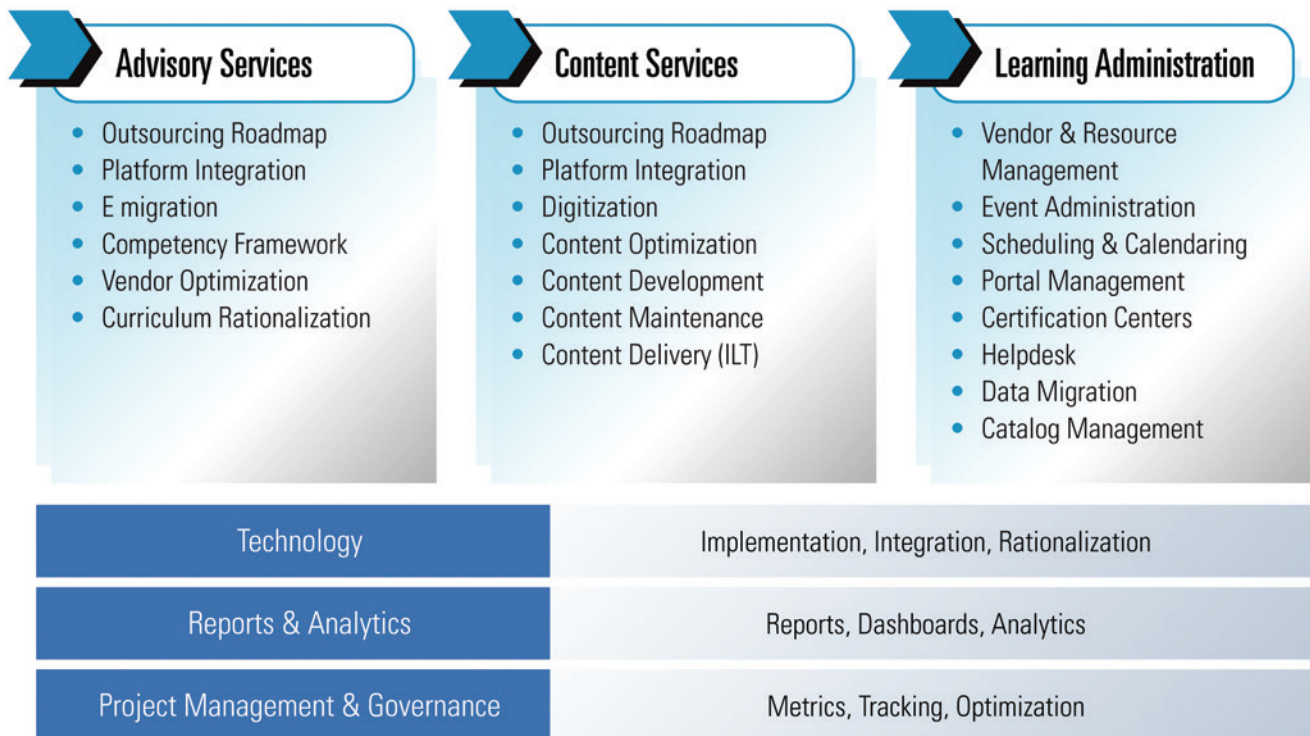 Advisory Services
Outsourcing Roadmap
Platform Integration
E migration
Competency Framework
Vendor Optimization
Curriculum Rationalization
Content Services
Outsourcing Roadmap
Platform Integration
Digitization
Content Optimization
Content Development
Content Maintenance
Content Delivery (ILT)
Learning Administration
Vendor & Resource
Management
Event Administration
Scheduling & Calendaring
Portal Management
Certification Centers
Helpdesk
Data Migration
Catalog Management
Technology
Implementation, Integration, Rationalization
Reports & Analytics
Reports, Dashboards, Analytics
Project Management & Governance
Metrics, Tracking, Optimization